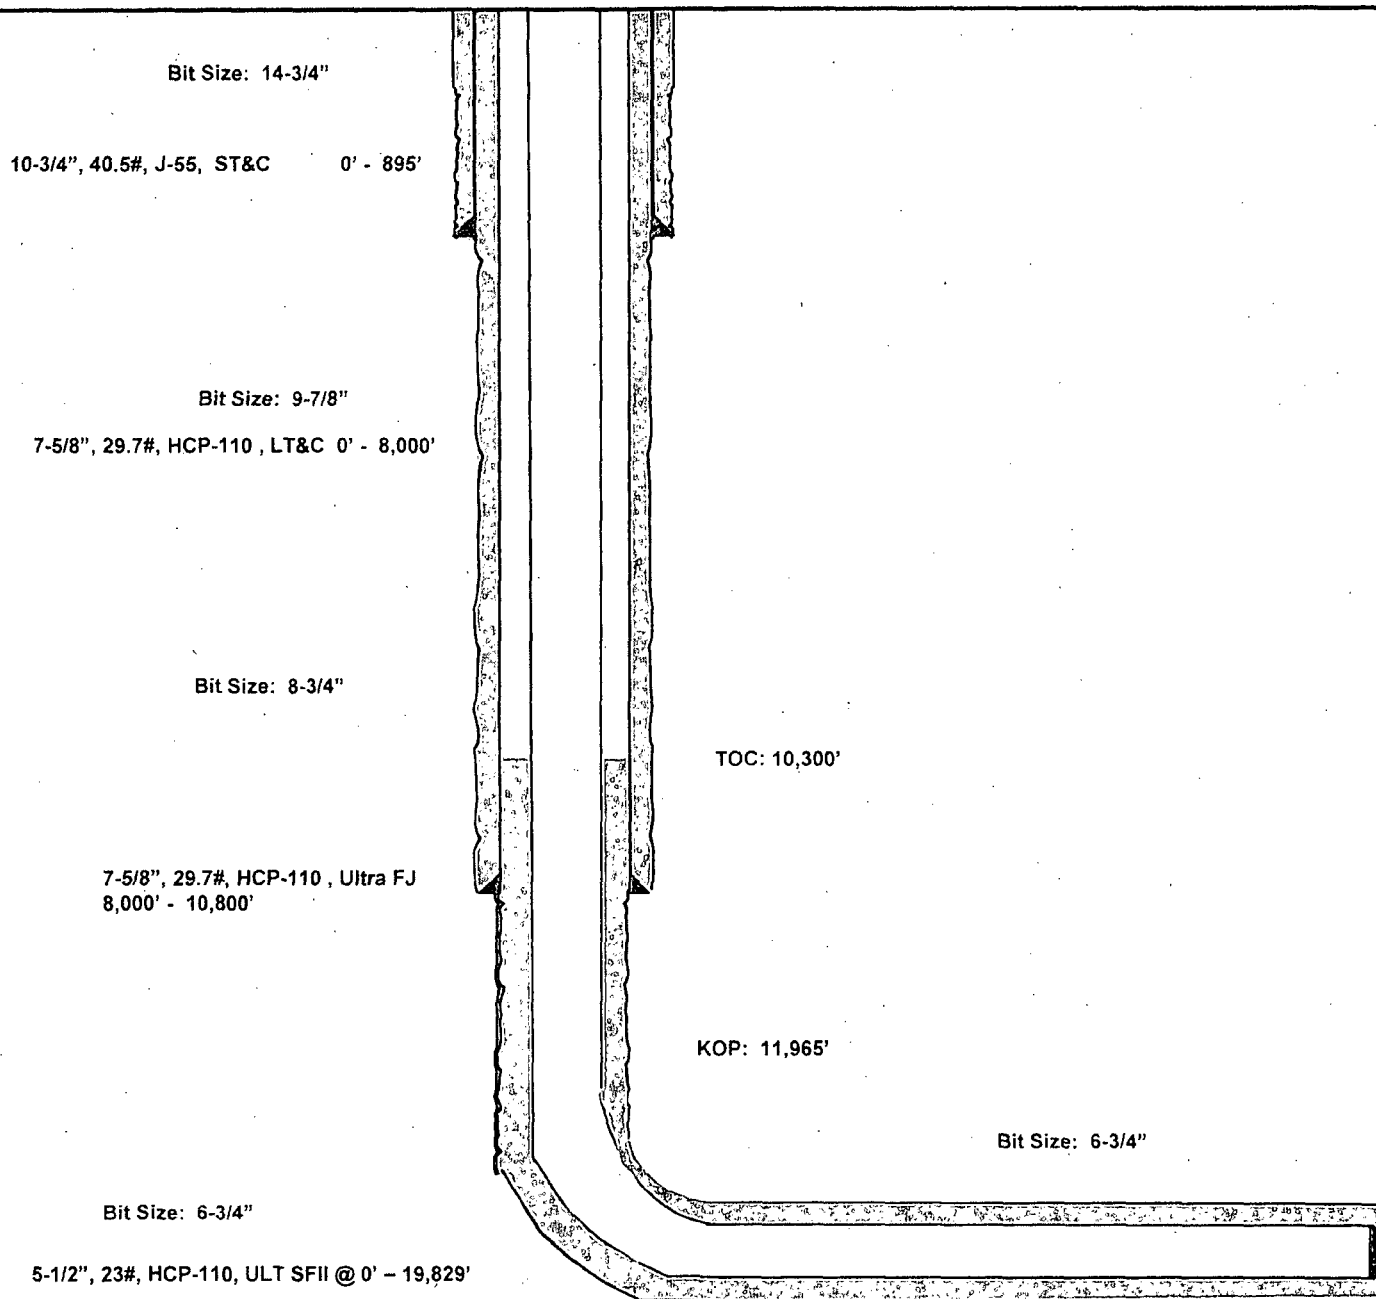 Bit Size: 14-3/4”
10-3/4”, 40.5#, J-55, ST&C 0’ - 895’
Bit Size: 9-7/8”
7-5/8”, 29.7#, HCP-110 , LT&C 0’ - 8,000’
Bit Size: 8-3/4”
TOC: 10,300’
7-5/8”, 29.7#, HCP-110 , Ultra FJ
8,000’ - 10,800’
KOP: 11,965’
Bit Size: 6-3/4”
Bit Size: 6-3/4”
5-1/2”, 23#, HCP-110, ULT SFII @ 0’ – 19,829’